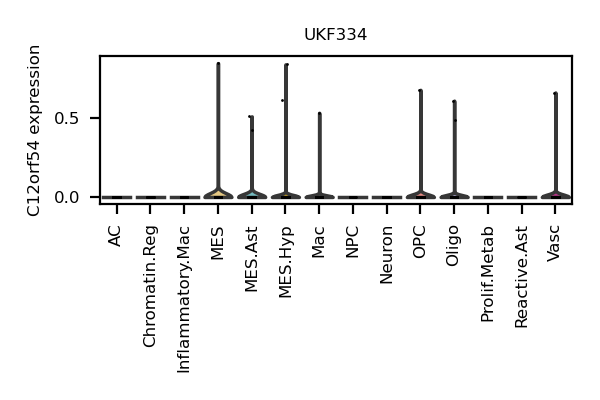 UKF334
C12orf54 expression
0.5
0.0
AC
Chromatin.Reg
Inflammatory.Mac
MES
MES.Ast
MES.Hyp
Mac
NPC
Neuron
OPC
Oligo
Prolif.Metab
Reactive.Ast
Vasc